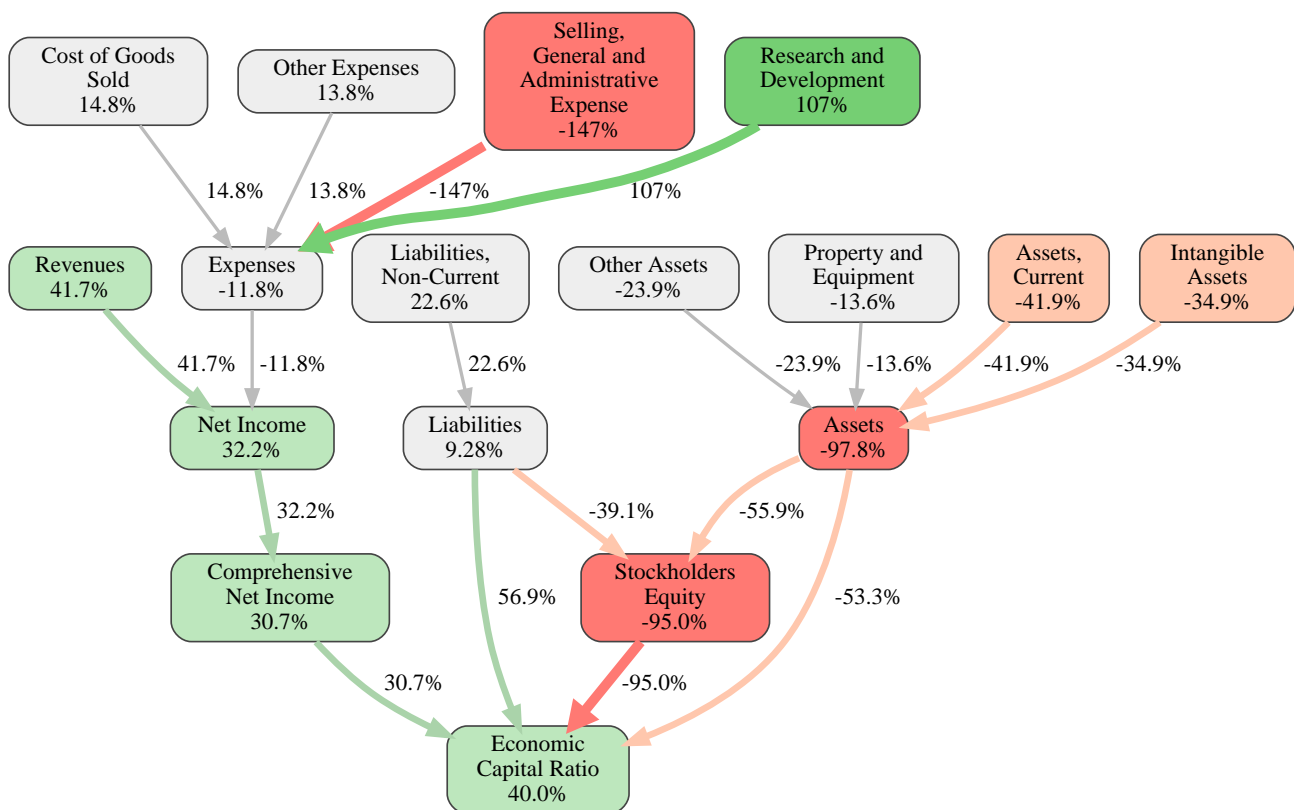 Cost of Goods
Sold
14.8%
Other Expenses
13.8%
Selling,
General and
Administrative
Expense
-147%
Research and
Development
107%
14.8%
13.8%
-147%
107%
Revenues
41.7%
Expenses
-11.8%
Liabilities,
Non-Current
22.6%
Other Assets
-23.9%
Property and
Equipment
-13.6%
Assets,
Current
-41.9%
Intangible
Assets
-34.9%
41.7%
-11.8%
22.6%
-23.9%
-13.6%
-41.9%
-34.9%
Net Income
32.2%
Liabilities
9.28%
Assets
-97.8%
32.2%
-39.1%
-55.9%
Comprehensive
Net Income
30.7%
56.9%
Stockholders
Equity
-95.0%
-53.3%
30.7%
-95.0%
Economic
Capital Ratio
40.0%